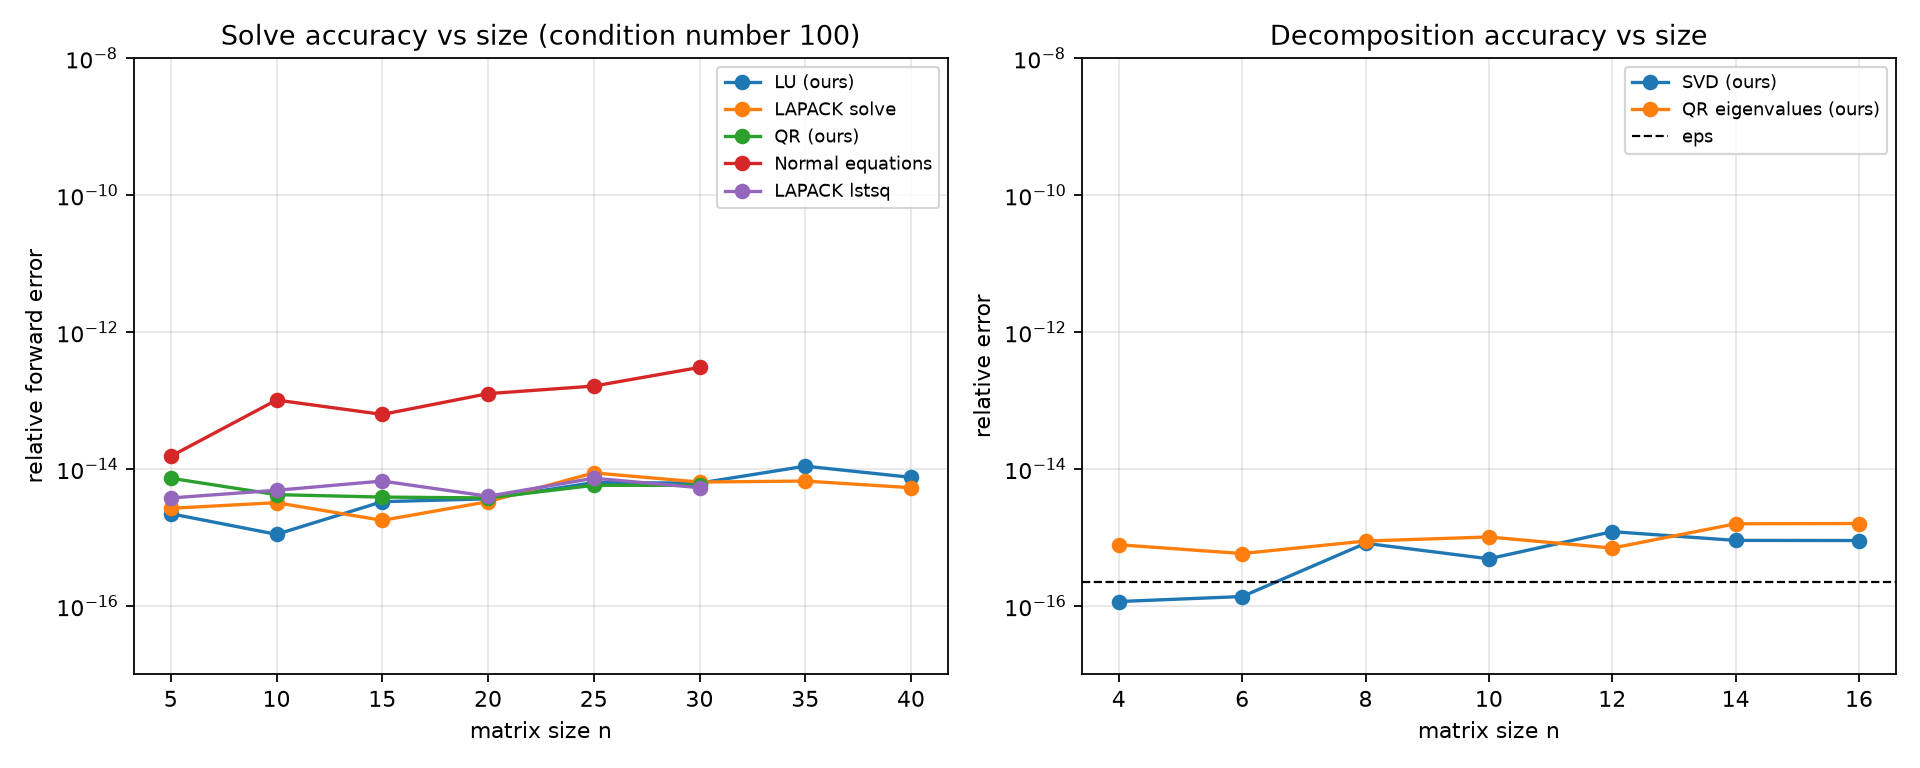 Solve accuracy vs size (condition number 100)
relative forward error
10⁻⁸
10⁻¹⁰
10⁻¹²
10⁻¹⁴
10⁻¹⁶
LU (ours)
LAPACK solve
QR (ours)
Normal equations
LAPACK lstsq
5 10 15 20 25 30 35 40
matrix size n
Decomposition accuracy vs size
relative error
10⁻⁸
10⁻¹⁰
10⁻¹²
10⁻¹⁴
10⁻¹⁶
SVD (ours)
QR eigenvalues (ours)
eps
4 6 8 10 12 14 16
matrix size n